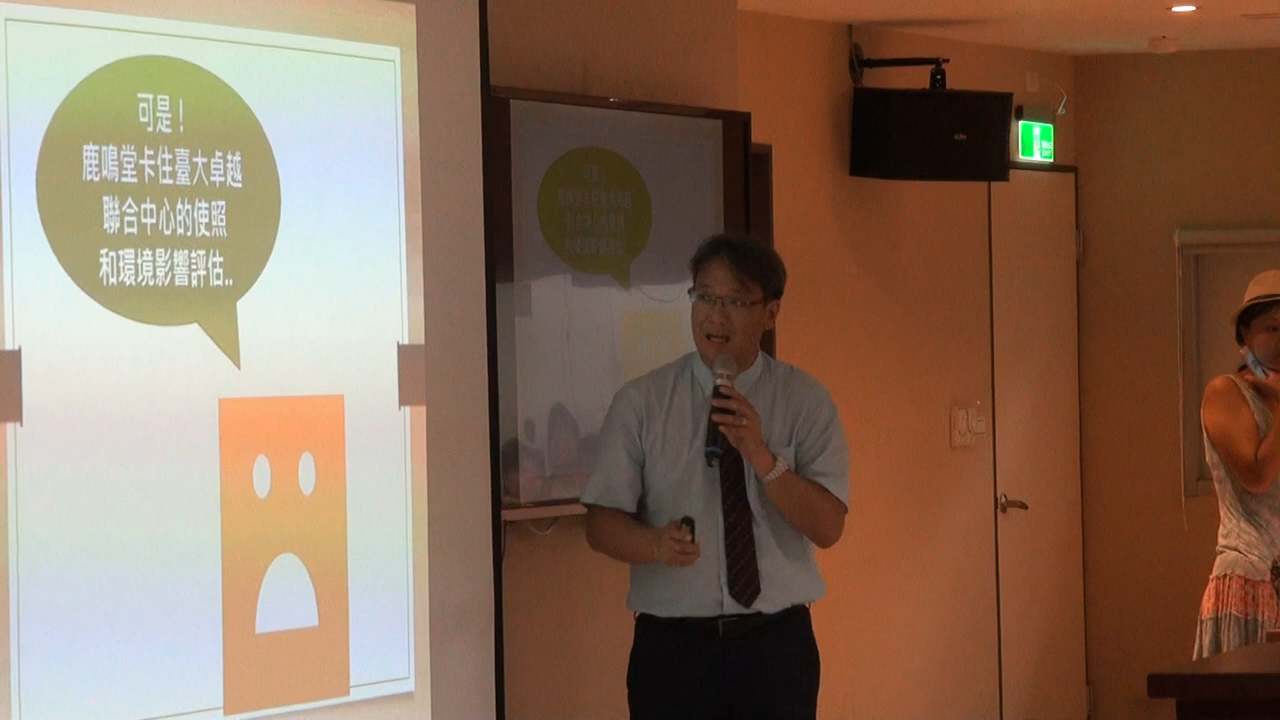 可是！
鹿鳴堂卡住臺大卓越
聯合中心的使照
和環境影響評估..